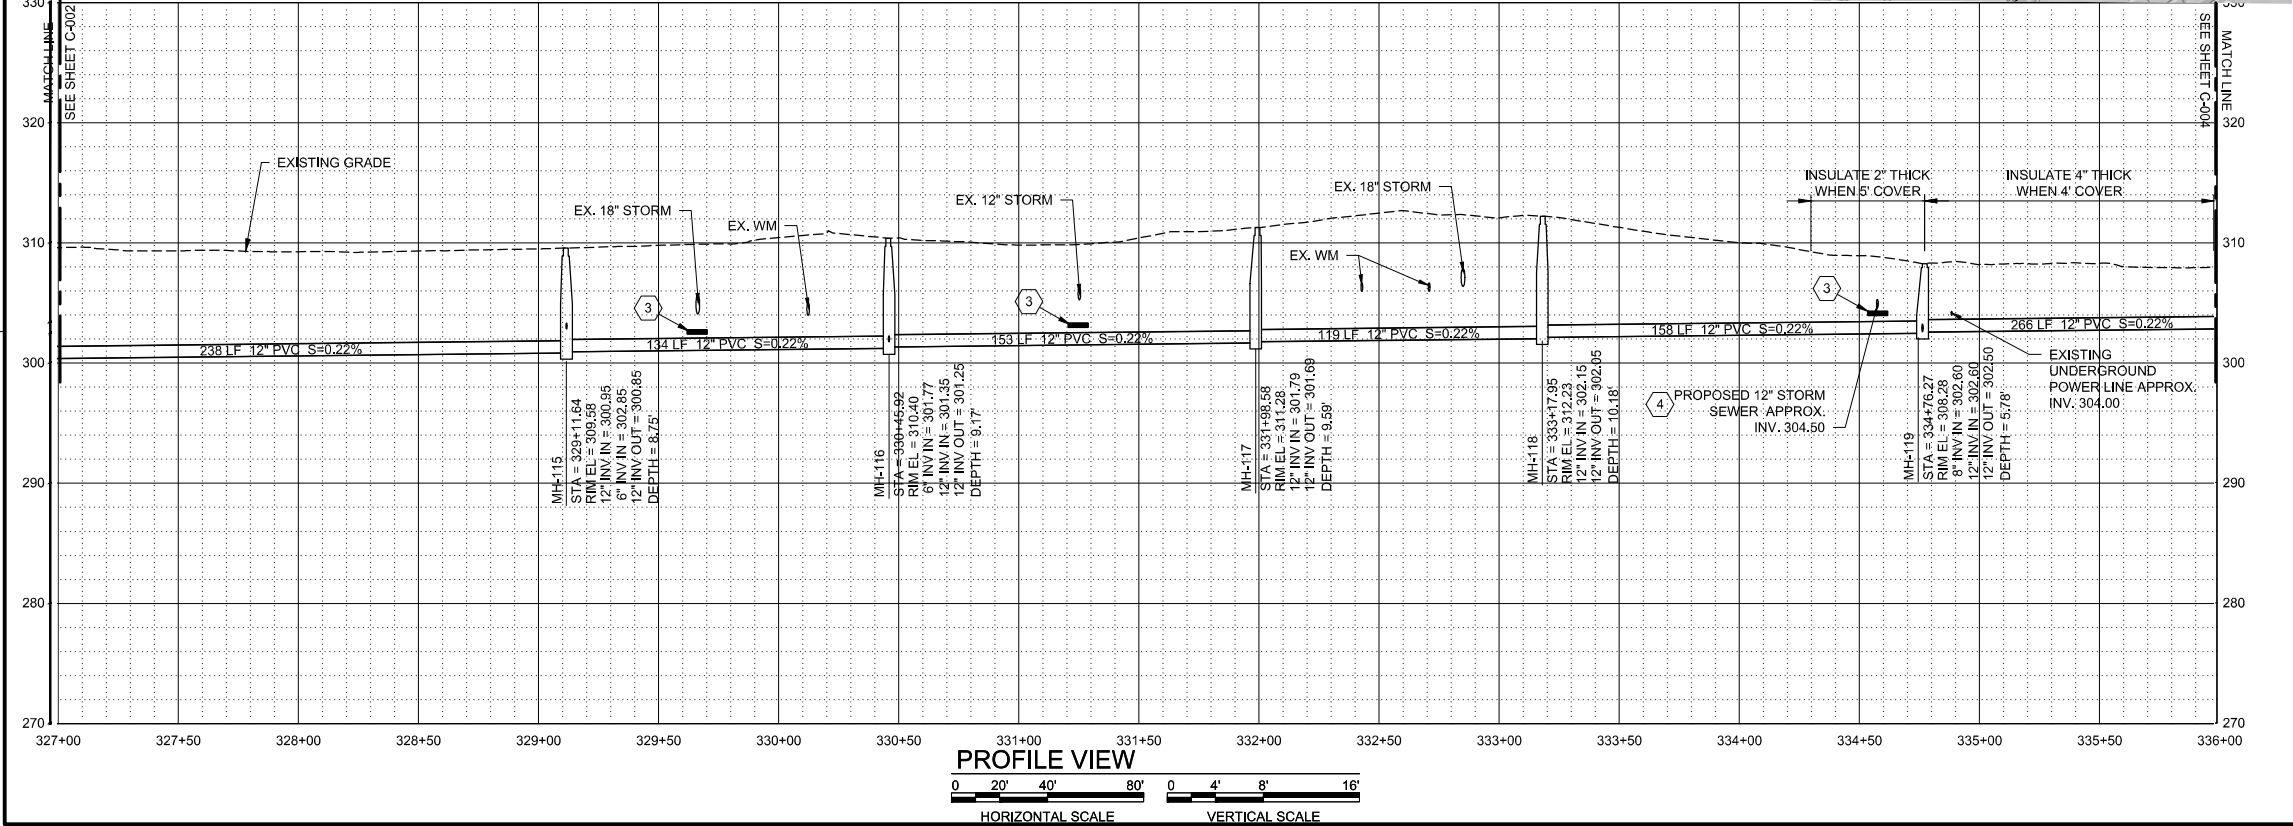 330
320
310
300
290
280
270
MATCH LINE
SEE SHEET C-002
EXISTING GRADE
EX. 18" STORM
EX. WM
EX. 12" STORM
EX. WM
EX. 18" STORM
INSULATE 2" THICK
WHEN 5' COVER
INSULATE 4" THICK
WHEN 4' COVER
SEE SHEET C-004
MATCH LINE
330
320
310
300
290
280
270
3
3
3
238 LF 12" PVC S=0.22%
134 LF 12" PVC S=0.22%
153 LF 12" PVC S=0.22%
119 LF 12" PVC S=0.22%
158 LF 12" PVC S=0.22%
266 LF 12" PVC S=0.22%
MH-115
STA = 329+11.64
RIM EL = 309.58
12" INV IN = 300.95
6" INV IN = 302.85
12" INV OUT = 300.85
DEPTH = 8.75'
MH-116
STA = 330+45.92
RIM EL = 310.40
6" INV IN = 301.77
12" INV IN = 301.35
12" INV OUT = 301.25
DEPTH = 9.17'
MH-117
STA = 331+98.58
RIM EL = 311.28
12" INV IN = 301.79
12" INV OUT = 301.69
DEPTH = 9.59'
MH-118
STA = 333+17.95
RIM EL = 312.23
12" INV IN = 302.15
12" INV OUT = 302.05
DEPTH = 10.18'
4
PROPOSED 12" STORM
SEWER APPROX.
INV. 304.50
MH-119
STA = 334+76.27
RIM EL = 308.28
8" INV IN = 302.60
12" INV IN = 302.60
12" INV OUT = 302.50
DEPTH = 5.78'
EXISTING
UNDERGROUND
POWER LINE APPROX.
INV. 304.00
327+00 327+50 328+00 328+50 329+00 329+50 330+00 330+50 331+00 331+50 332+00 332+50 333+00 333+50 334+00 334+50 335+00 335+50 336+00
PROFILE VIEW
0 20' 40' 80'
HORIZONTAL SCALE
0 4' 8' 16'
VERTICAL SCALE